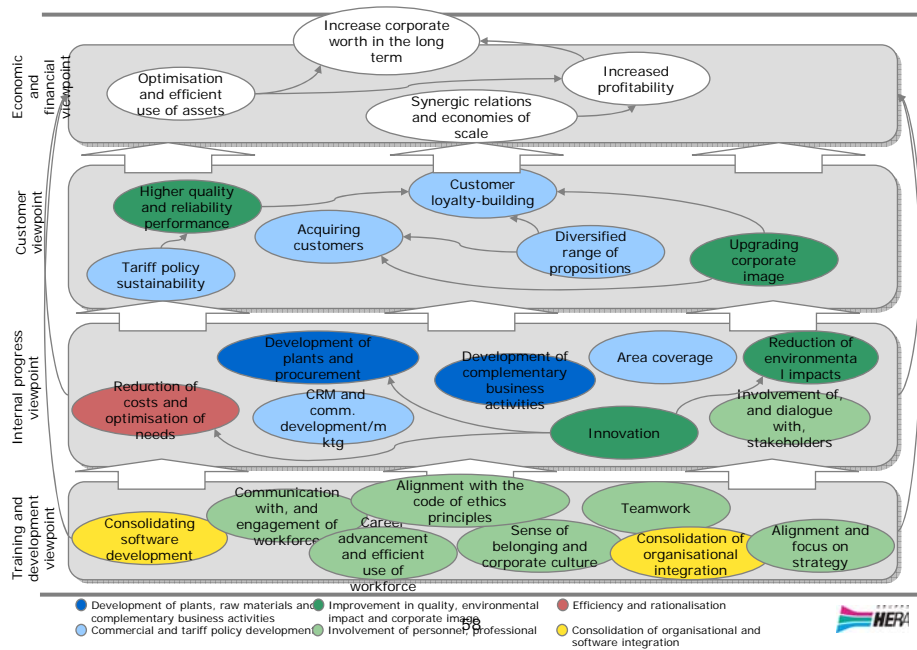 Economic
and
financial
viewpoint
Increase corporate
worth in the long
term
Optimisation
and efficient
use of assets
Increased
profitability
Synergic relations
and economies of
scale
Customer
viewpoint
Higher quality
and reliability
performance
Customer
loyalty-building
Acquiring
customers
Diversified
range of
propositions
Upgrading
corporate
image
Tariff policy
sustainability
Internal progress
viewpoint
Development of
plants and
procurement
Development of
complementary
business
activities
Area coverage
Reduction of
environmenta
l impacts
Reduction of
costs and
optimisation of
needs
CRM and
comm.
development/m
ktg
Innovation
Involvement of,
and dialogue
with,
stakeholders
Training and
development
viewpoint
Consolidating
software
development
Communication
with, and
engagement of
workforce
Alignment with the
code of ethics
principles
Career
advancement
and efficient
use of
workforce
Sense of
belonging and
corporate culture
Teamwork
Consolidation of
organisational
integration
Alignment and
focus on
strategy
Development of plants, raw materials and
complementary business activities
Improvement in quality, environmental
impact and corporate image
Efficiency and rationalisation
Commercial and tariff policy development
Involvement of personnel, professional
Consolidation of organisational and
software integration
58
GRUPPO
HERA